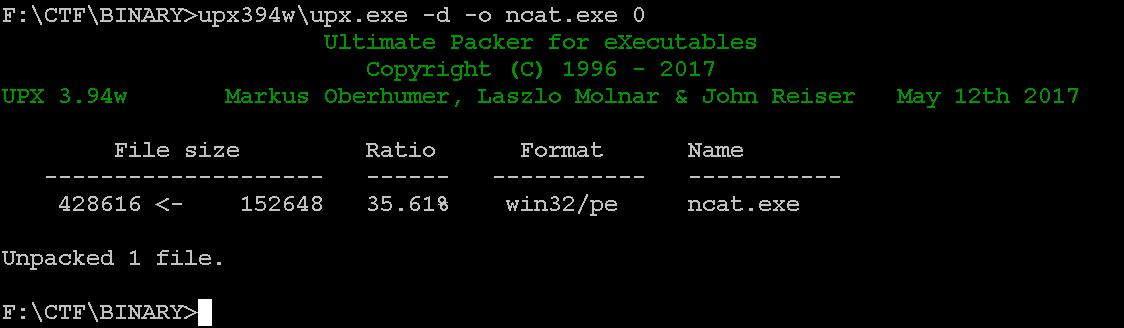 F:\CTF\BINARY>upx394w\upx.exe -d -o ncat.exe 0
Ultimate Packer for eXecutables
Copyright (C) 1996 - 2017
UPX 3.94w       Markus Oberhumer, Laszlo Molnar & John Reiser   May 12th 2017
File size         Ratio      Format      Name
--------------------   ------   -----------   -----------
428616 <-    152648   35.61%    win32/pe     ncat.exe
Unpacked 1 file.
F:\CTF\BINARY>